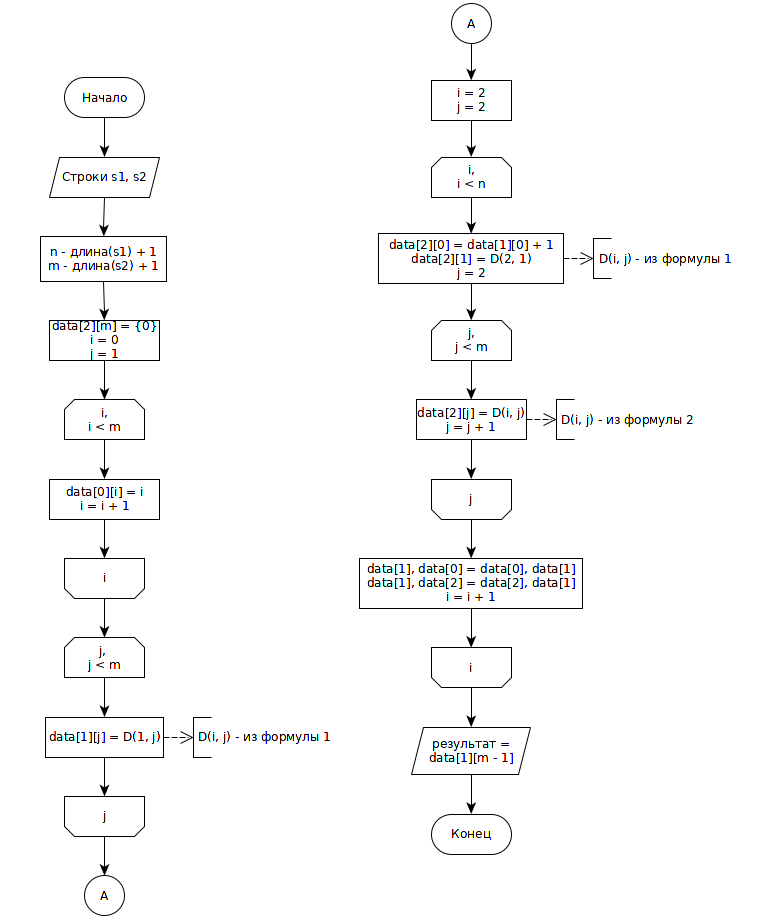 Начало
Строки s1, s2
n - длина(s1) + 1
m - длина(s2) + 1
data[2][m] = {0}
i = 0
j = 1
i,
i < m
data[0][i] = i
i = i + 1
i
j,
j < m
data[1][j] = D(1, j)
D(i, j) - из формулы 1
j
A
A
i = 2
j = 2
i,
i < n
data[2][0] = data[1][0] + 1
data[2][1] = D(2, 1)
j = 2
D(i, j) - из формулы 1
j,
j < m
data[2][j] = D(i, j)
j = j + 1
D(i, j) - из формулы 2
j
data[1], data[0] = data[0], data[1]
data[1], data[2] = data[2], data[1]
i = i + 1
i
результат =
data[1][m - 1]
Конец